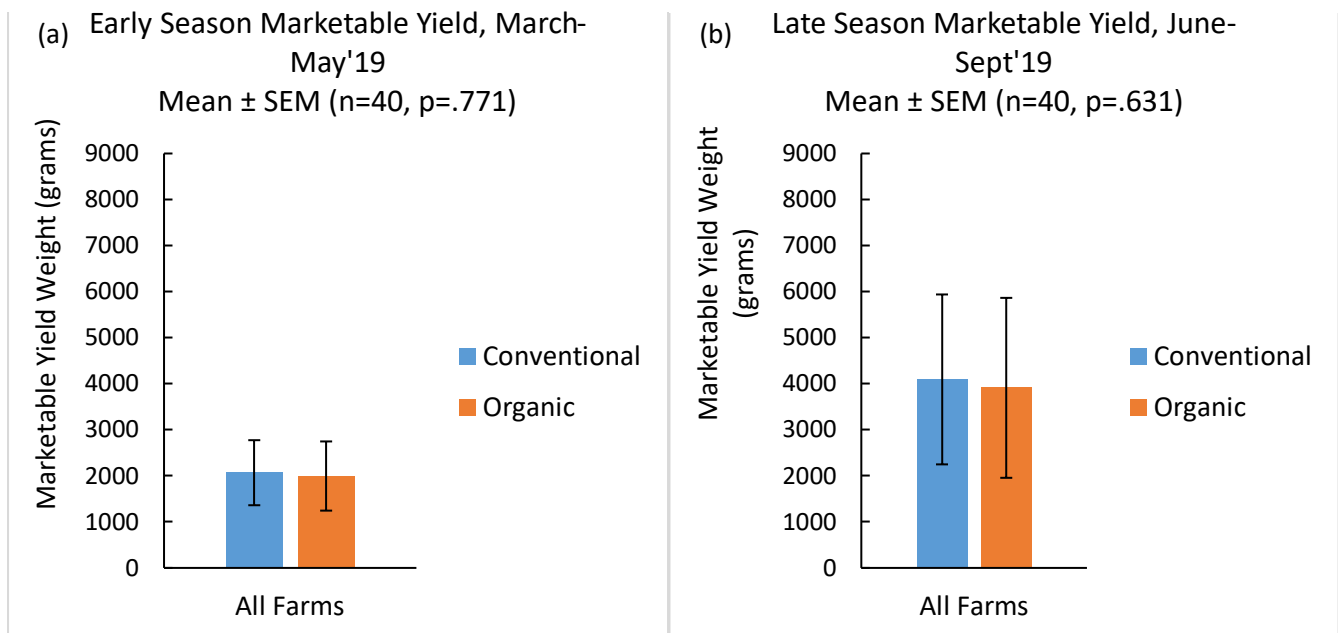 (a) Early Season Marketable Yield, March-
May'19
Mean ± SEM (n=40, p=.771)
Marketable Yield Weight (grams)
9000
8000
7000
6000
5000
4000
3000
2000
1000
0
All Farms
Conventional
Organic
(b) Late Season Marketable Yield, June-
Sept'19
Mean ± SEM (n=40, p=.631)
Marketable Yield Weight
(grams)
9000
8000
7000
6000
5000
4000
3000
2000
1000
0
All Farms
Conventional
Organic